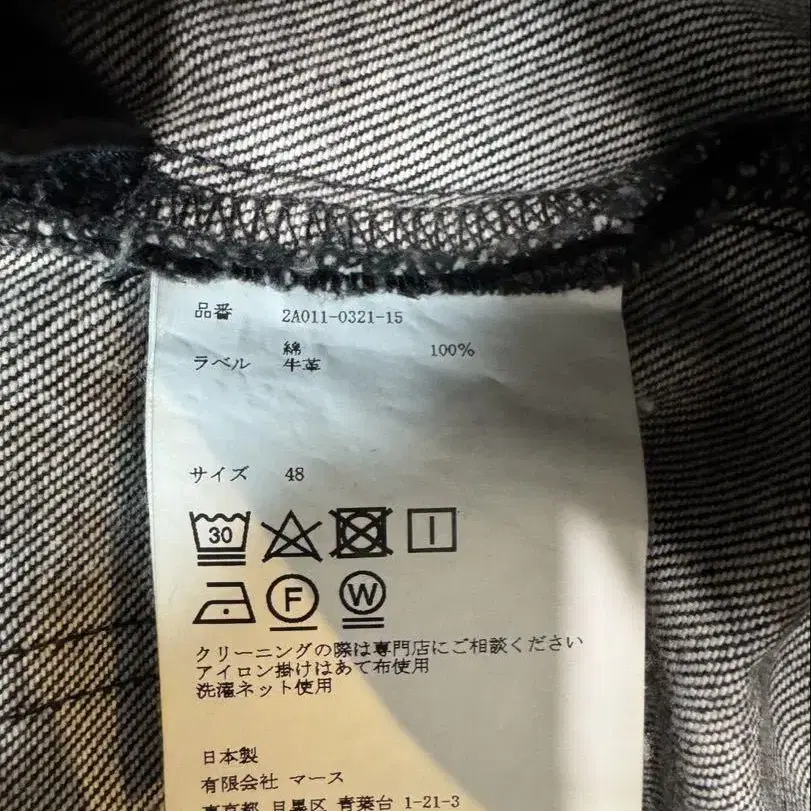 品番 2A011-0321-15
綿 100%
ラベル 牛革
サイズ 48
30
F W
クリーニングの際は専門店にご相談ください
アイロン掛けはあて布使用
洗濯ネット使用
日本製
有限会社 マース
東京都 目黒区 青葉台 1-21-3